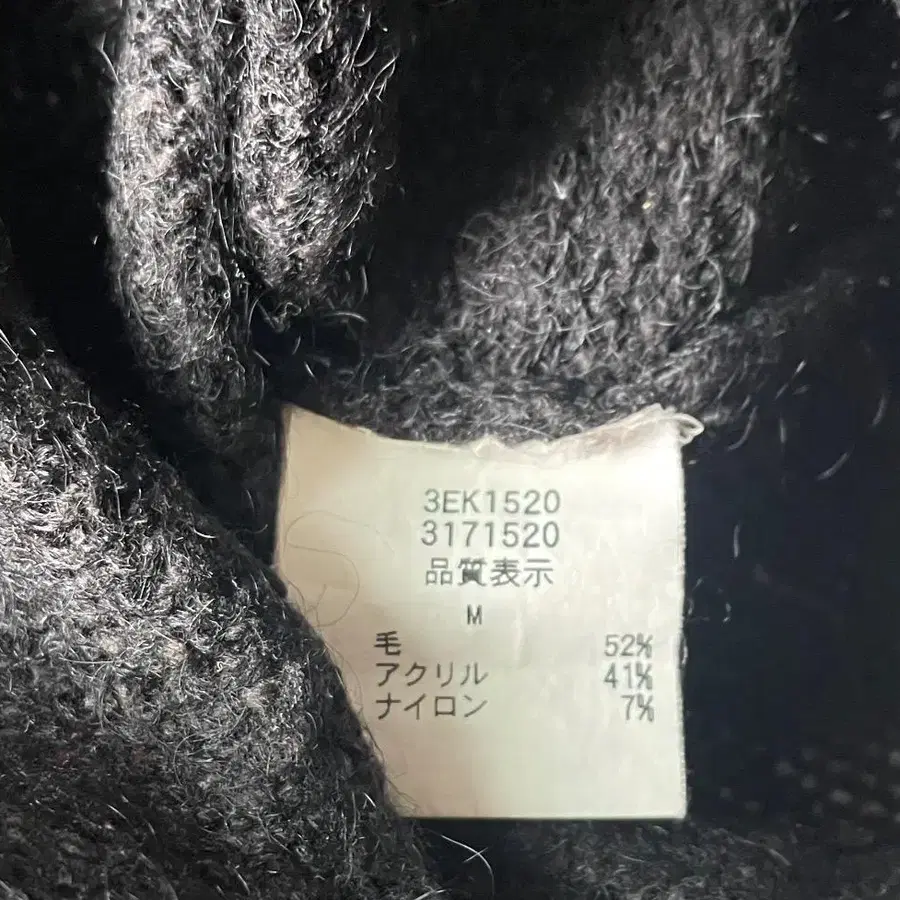 3EK1520
3171520
品質表示
M
毛 52%
アクリル 41%
ナイロン 7%